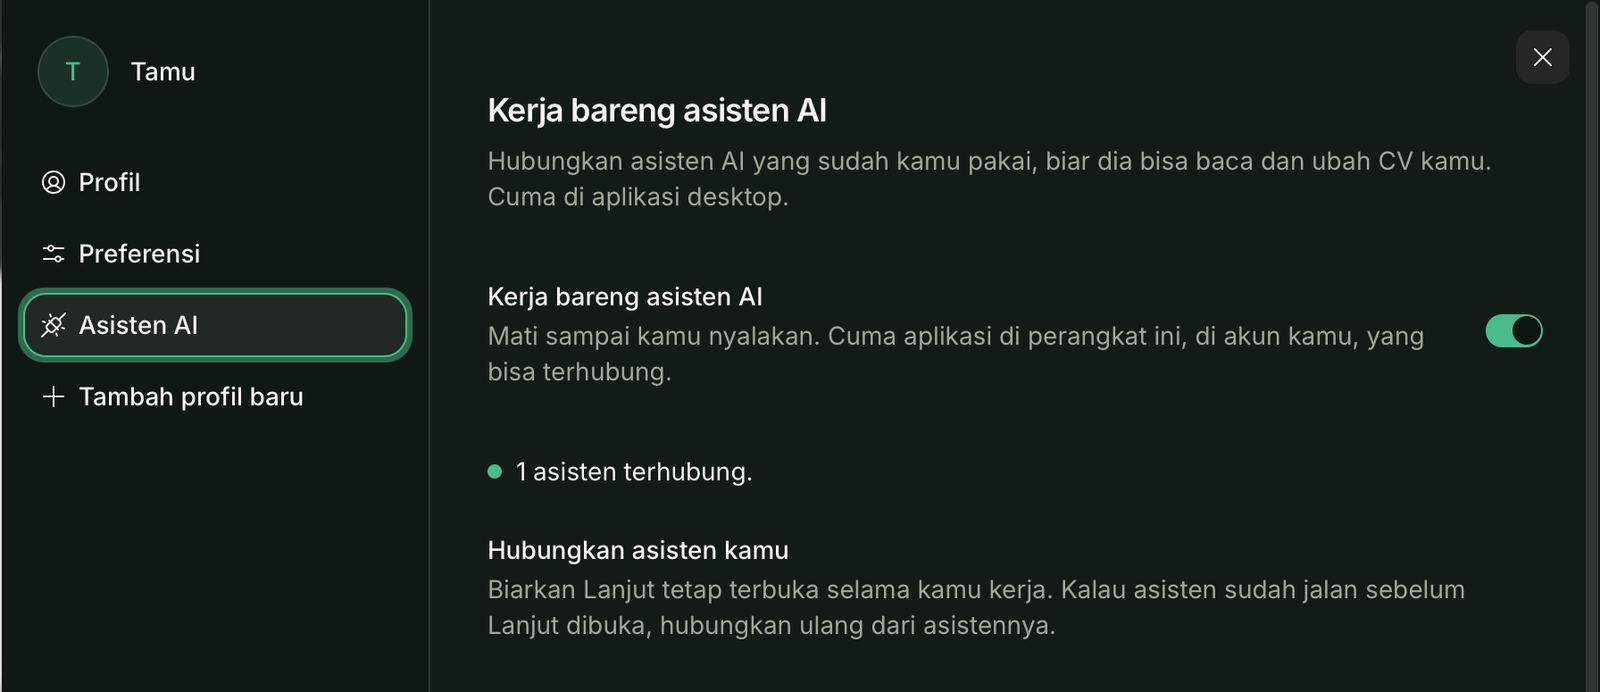 T
Tamu
Profil
Preferensi
Asisten AI
Tambah profil baru
Kerja bareng asisten AI
Hubungkan asisten AI yang sudah kamu pakai, biar dia bisa baca dan ubah CV kamu.
Cuma di aplikasi desktop.
Kerja bareng asisten AI
Mati sampai kamu nyalakan. Cuma aplikasi di perangkat ini, di akun kamu, yang
bisa terhubung.
1 asisten terhubung.
Hubungkan asisten kamu
Biarkan Lanjut tetap terbuka selama kamu kerja. Kalau asisten sudah jalan sebelum
Lanjut dibuka, hubungkan ulang dari asistennya.